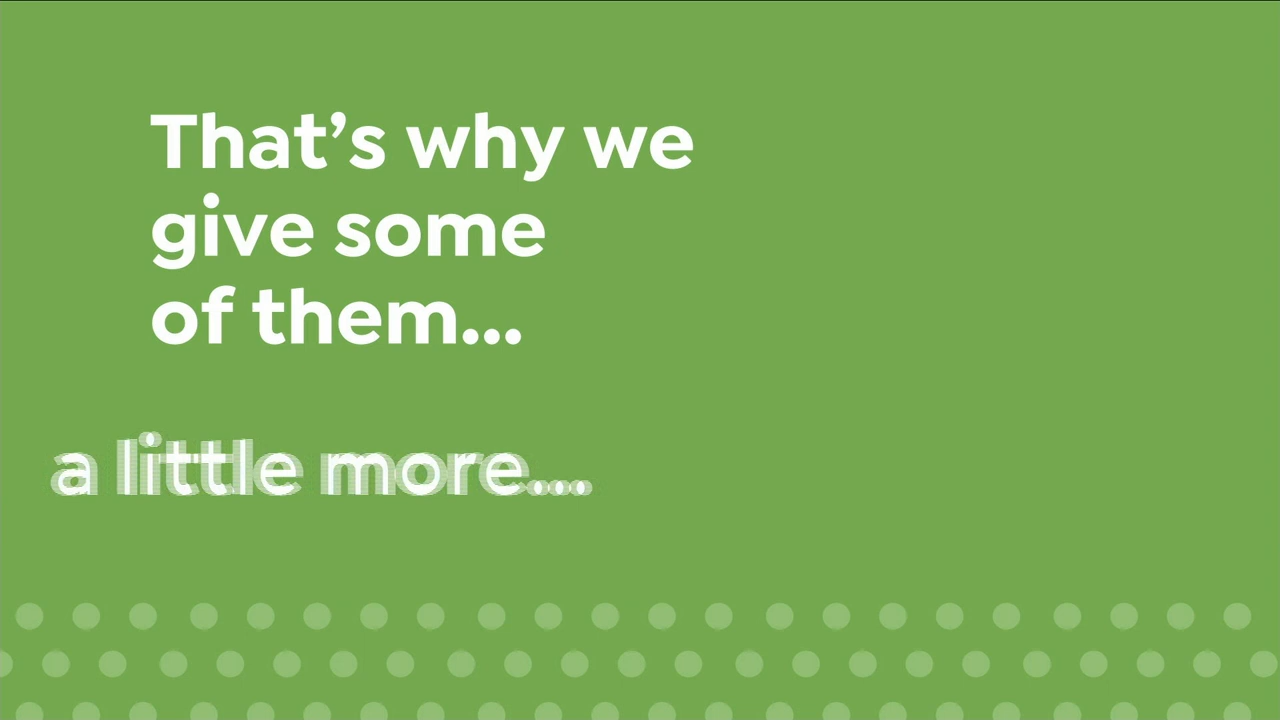 That’s why we
give some
of them...
a little more...